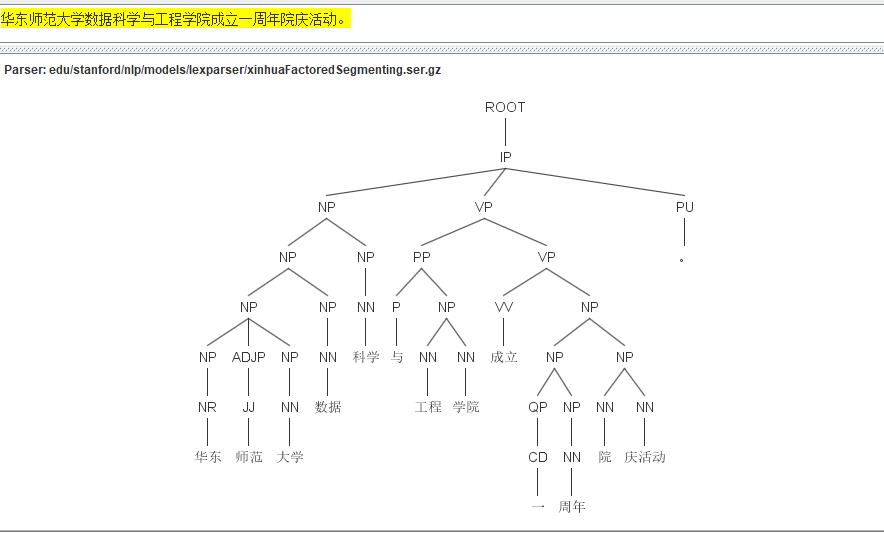 华东师范大学数据科学与工程学院成立一周年院庆活动。
Parser: edu/stanford/nlp/models/lexparser/xinhuaFactoredSegmenting.ser.gz
ROOT
IP
NP VP PU
NP NP PP VP 。
NP NP NN P NP VV NP
NP ADJP NP NN 科学 与 NN NN 成立 NP NP
NR JJ NN 数据 工程 学院 QP NP NN NN
华东 师范 大学 CD NN 院 庆活动
一 周年